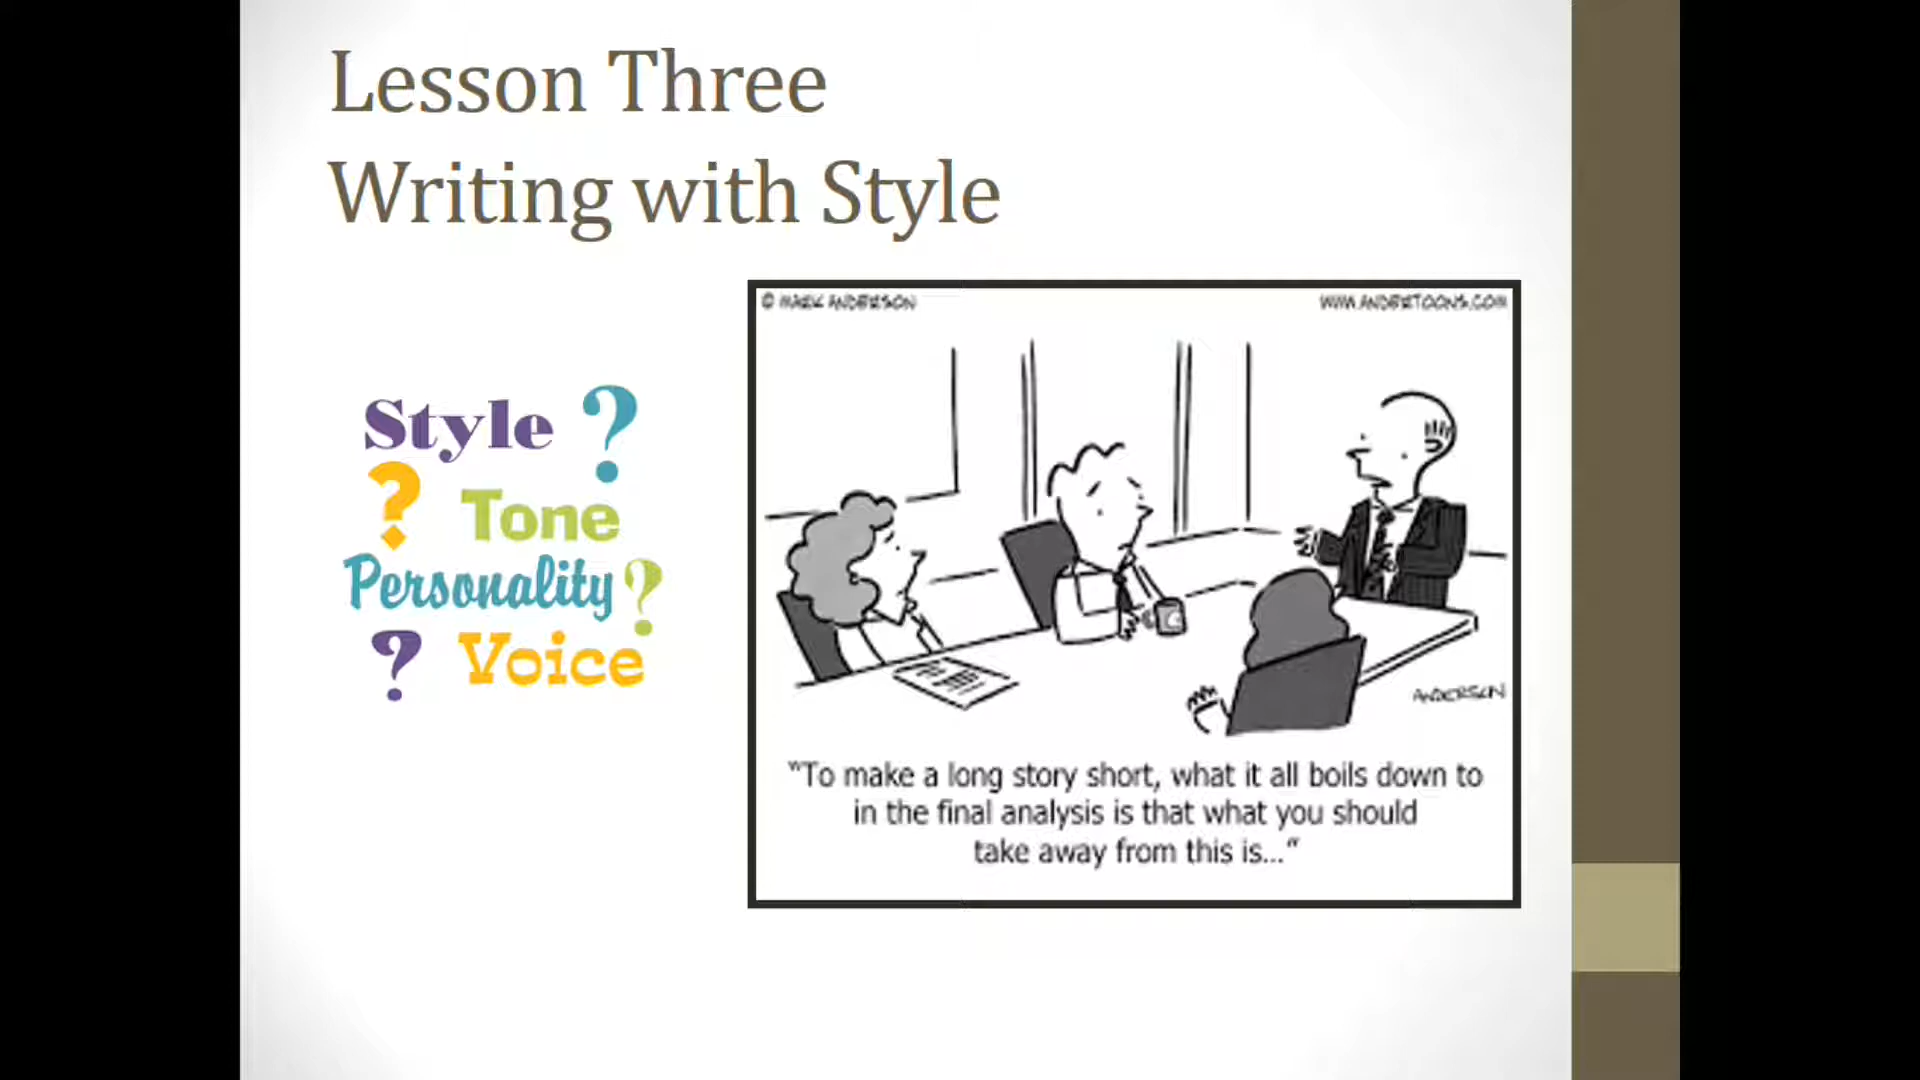 Lesson Three
Writing with Style
Style ?
? Tone
Personality ?
? Voice
© MARK ANDERSON
WWW.ANDERTOONS.COM
ANDERSON
"To make a long story short, what it all boils down to
in the final analysis is that what you should
take away from this is..."